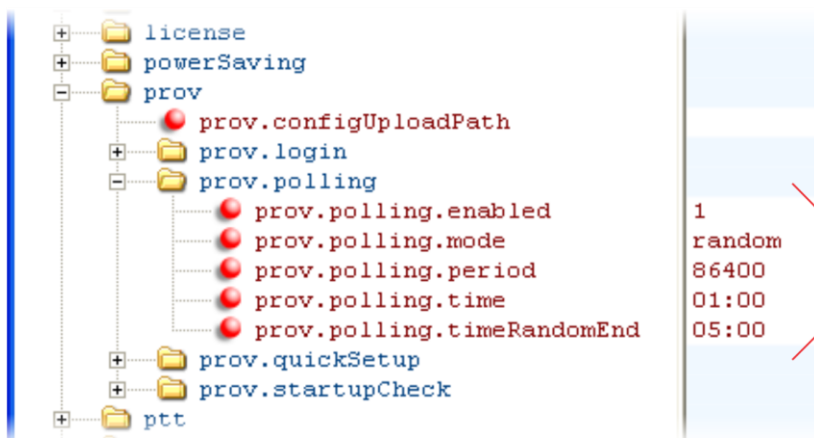 license
powerSaving
prov
prov.configUploadPath
prov.login
prov.polling
prov.polling.enabled 1
prov.polling.mode random
prov.polling.period 86400
prov.polling.time 01:00
prov.polling.timeRandomEnd 05:00
prov.quickSetup
prov.startupCheck
ptt